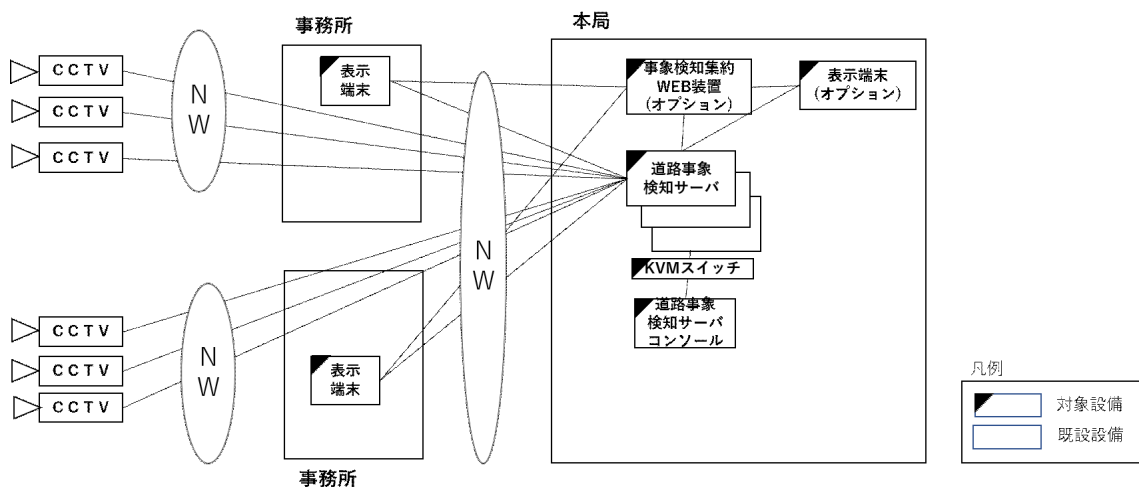 事務所
本局
CCTV
CCTV
CCTV
NW
表示
端末
事象検知集約
WEB装置
(オプション)
表示端末
(オプション)
道路事象
検知サーバ
NW
KVMスイッチ
道路事象
検知サーバ
コンソール
CCTV
CCTV
CCTV
NW
表示
端末
事務所
凡例
対象設備
既設設備